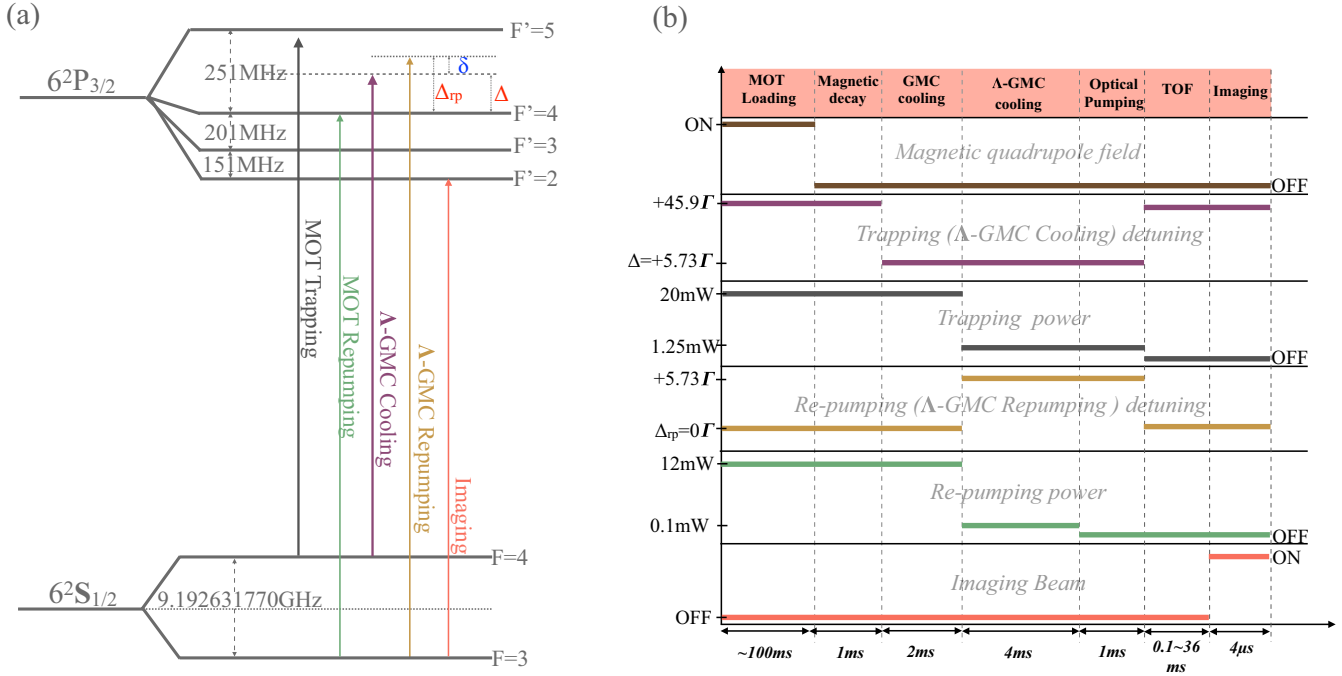 (a)
F'=5
251MHz
6²P3/2
δ
Δrp
Δ
F'=4
201MHz
F'=3
151MHz
F'=2
MOT Trapping
MOT Repumping
Λ-GMC Cooling
Λ-GMC Repumping
Imaging
F=4
6²S1/2
9.192631770GHz
F=3
(b)
MOT Loading
Magnetic decay
GMC cooling
Λ-GMC cooling
Optical Pumping
TOF
Imaging
ON
Magnetic quadrupole field
OFF
+45.9Γ
Trapping (Λ-GMC Cooling) detuning
Δ=+5.73Γ
20mW
Trapping power
1.25mW
OFF
+5.73Γ
Re-pumping (Λ-GMC Repumping ) detuning
Δrp=0Γ
12mW
Re-pumping power
0.1mW
OFF
ON
Imaging Beam
OFF
~100ms
1ms
2ms
4ms
1ms
0.1~36 ms
4μs